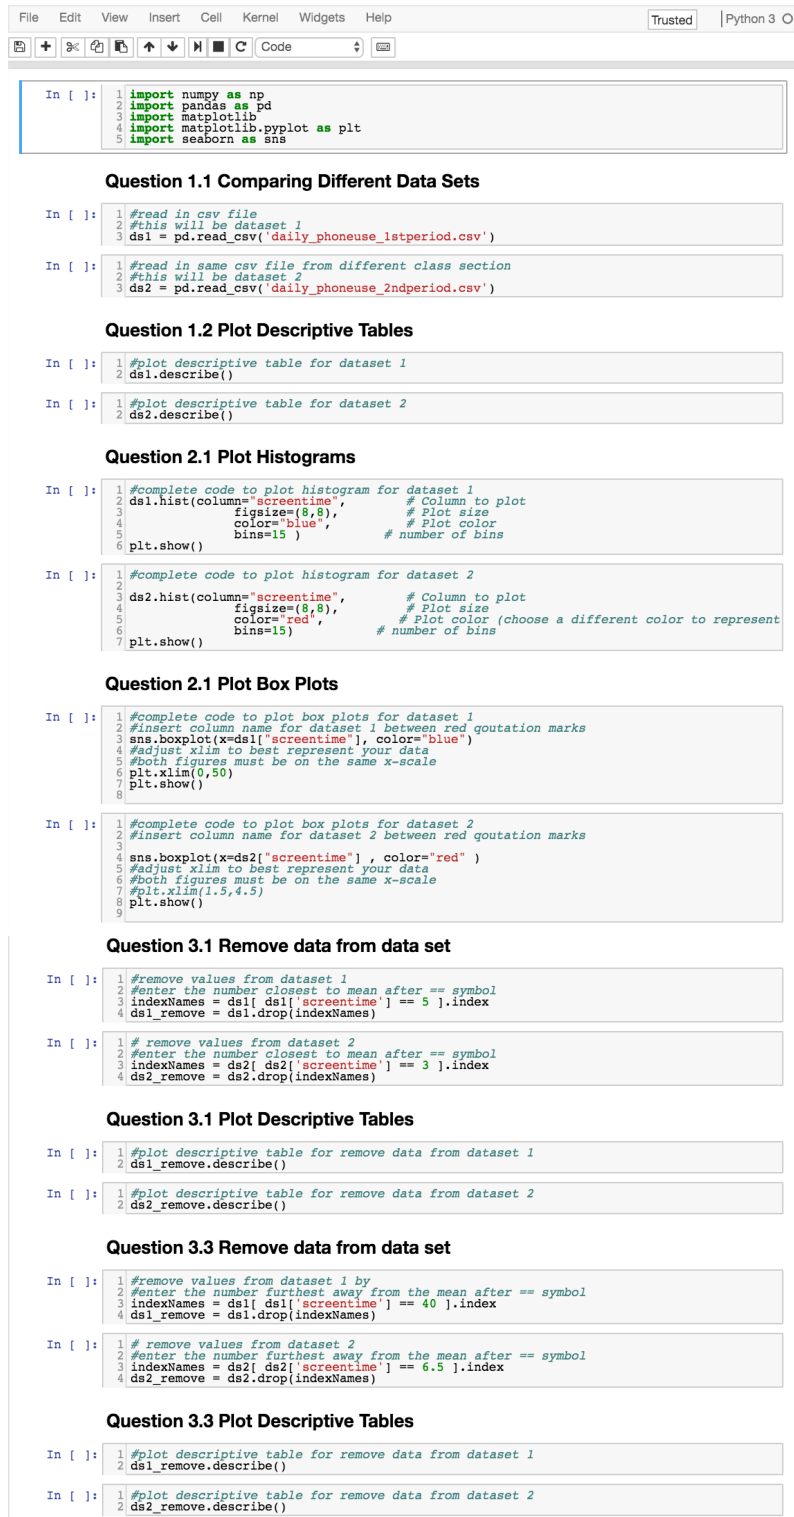 File Edit View Insert Cell Kernel Widgets Help Trusted Python 3
Code
In [ ]: 1 import numpy as np
2 import pandas as pd
3 import matplotlib
4 import matplotlib.pyplot as plt
5 import seaborn as sns
Question 1.1 Comparing Different Data Sets
In [ ]: 1 #read in csv file
2 #this will be dataset 1
3 ds1 = pd.read_csv('daily_phoneuse_1stperiod.csv')
In [ ]: 1 #read in same csv file from different class section
2 #this will be dataset 2
3 ds2 = pd.read_csv('daily_phoneuse_2ndperiod.csv')
Question 1.2 Plot Descriptive Tables
In [ ]: 1 #plot descriptive table for dataset 1
2 ds1.describe()
In [ ]: 1 #plot descriptive table for dataset 2
2 ds2.describe()
Question 2.1 Plot Histograms
In [ ]: 1 #complete code to plot histogram for dataset 1
2 ds1.hist(column="screentime", # Column to plot
3 figsize=(8,8), # Plot size
4 color="blue", # Plot color
5 bins=15 ) # number of bins
6 plt.show()
In [ ]: 1 #complete code to plot histogram for dataset 2
2
3 ds2.hist(column="screentime", # Column to plot
4 figsize=(8,8), # Plot size
5 color="red", # Plot color (choose a different color to represent
6 bins=15) # number of bins
7 plt.show()
Question 2.1 Plot Box Plots
In [ ]: 1 #complete code to plot box plots for dataset 1
2 #insert column name for dataset 1 between red qoutation marks
3 sns.boxplot(x=ds1["screentime"], color="blue")
4 #adjust xlim to best represent your data
5 #both figures must be on the same x-scale
6 plt.xlim(0,50)
7 plt.show()
8
In [ ]: 1 #complete code to plot box plots for dataset 2
2 #insert column name for dataset 2 between red qoutation marks
3
4 sns.boxplot(x=ds2["screentime"] , color="red" )
5 #adjust xlim to best represent your data
6 #both figures must be on the same x-scale
7 #plt.xlim(1.5,4.5)
8 plt.show()
9
Question 3.1 Remove data from data set
In [ ]: 1 #remove values from dataset 1
2 #enter the number closest to mean after == symbol
3 indexNames = ds1[ ds1['screentime'] == 5 ].index
4 ds1_remove = ds1.drop(indexNames)
In [ ]: 1 # remove values from dataset 2
2 #enter the number closest to mean after == symbol
3 indexNames = ds2[ ds2['screentime'] == 3 ].index
4 ds2_remove = ds2.drop(indexNames)
Question 3.1 Plot Descriptive Tables
In [ ]: 1 #plot descriptive table for remove data from dataset 1
2 ds1_remove.describe()
In [ ]: 1 #plot descriptive table for remove data from dataset 2
2 ds2_remove.describe()
Question 3.3 Remove data from data set
In [ ]: 1 #remove values from dataset 1 by
2 #enter the number furthest away from the mean after == symbol
3 indexNames = ds1[ ds1['screentime'] == 40 ].index
4 ds1_remove = ds1.drop(indexNames)
In [ ]: 1 # remove values from dataset 2
2 #enter the number furthest away from the mean after == symbol
3 indexNames = ds2[ ds2['screentime'] == 6.5 ].index
4 ds2_remove = ds2.drop(indexNames)
Question 3.3 Plot Descriptive Tables
In [ ]: 1 #plot descriptive table for remove data from dataset 1
2 ds1_remove.describe()
In [ ]: 1 #plot descriptive table for remove data from dataset 2
2 ds2_remove.describe()